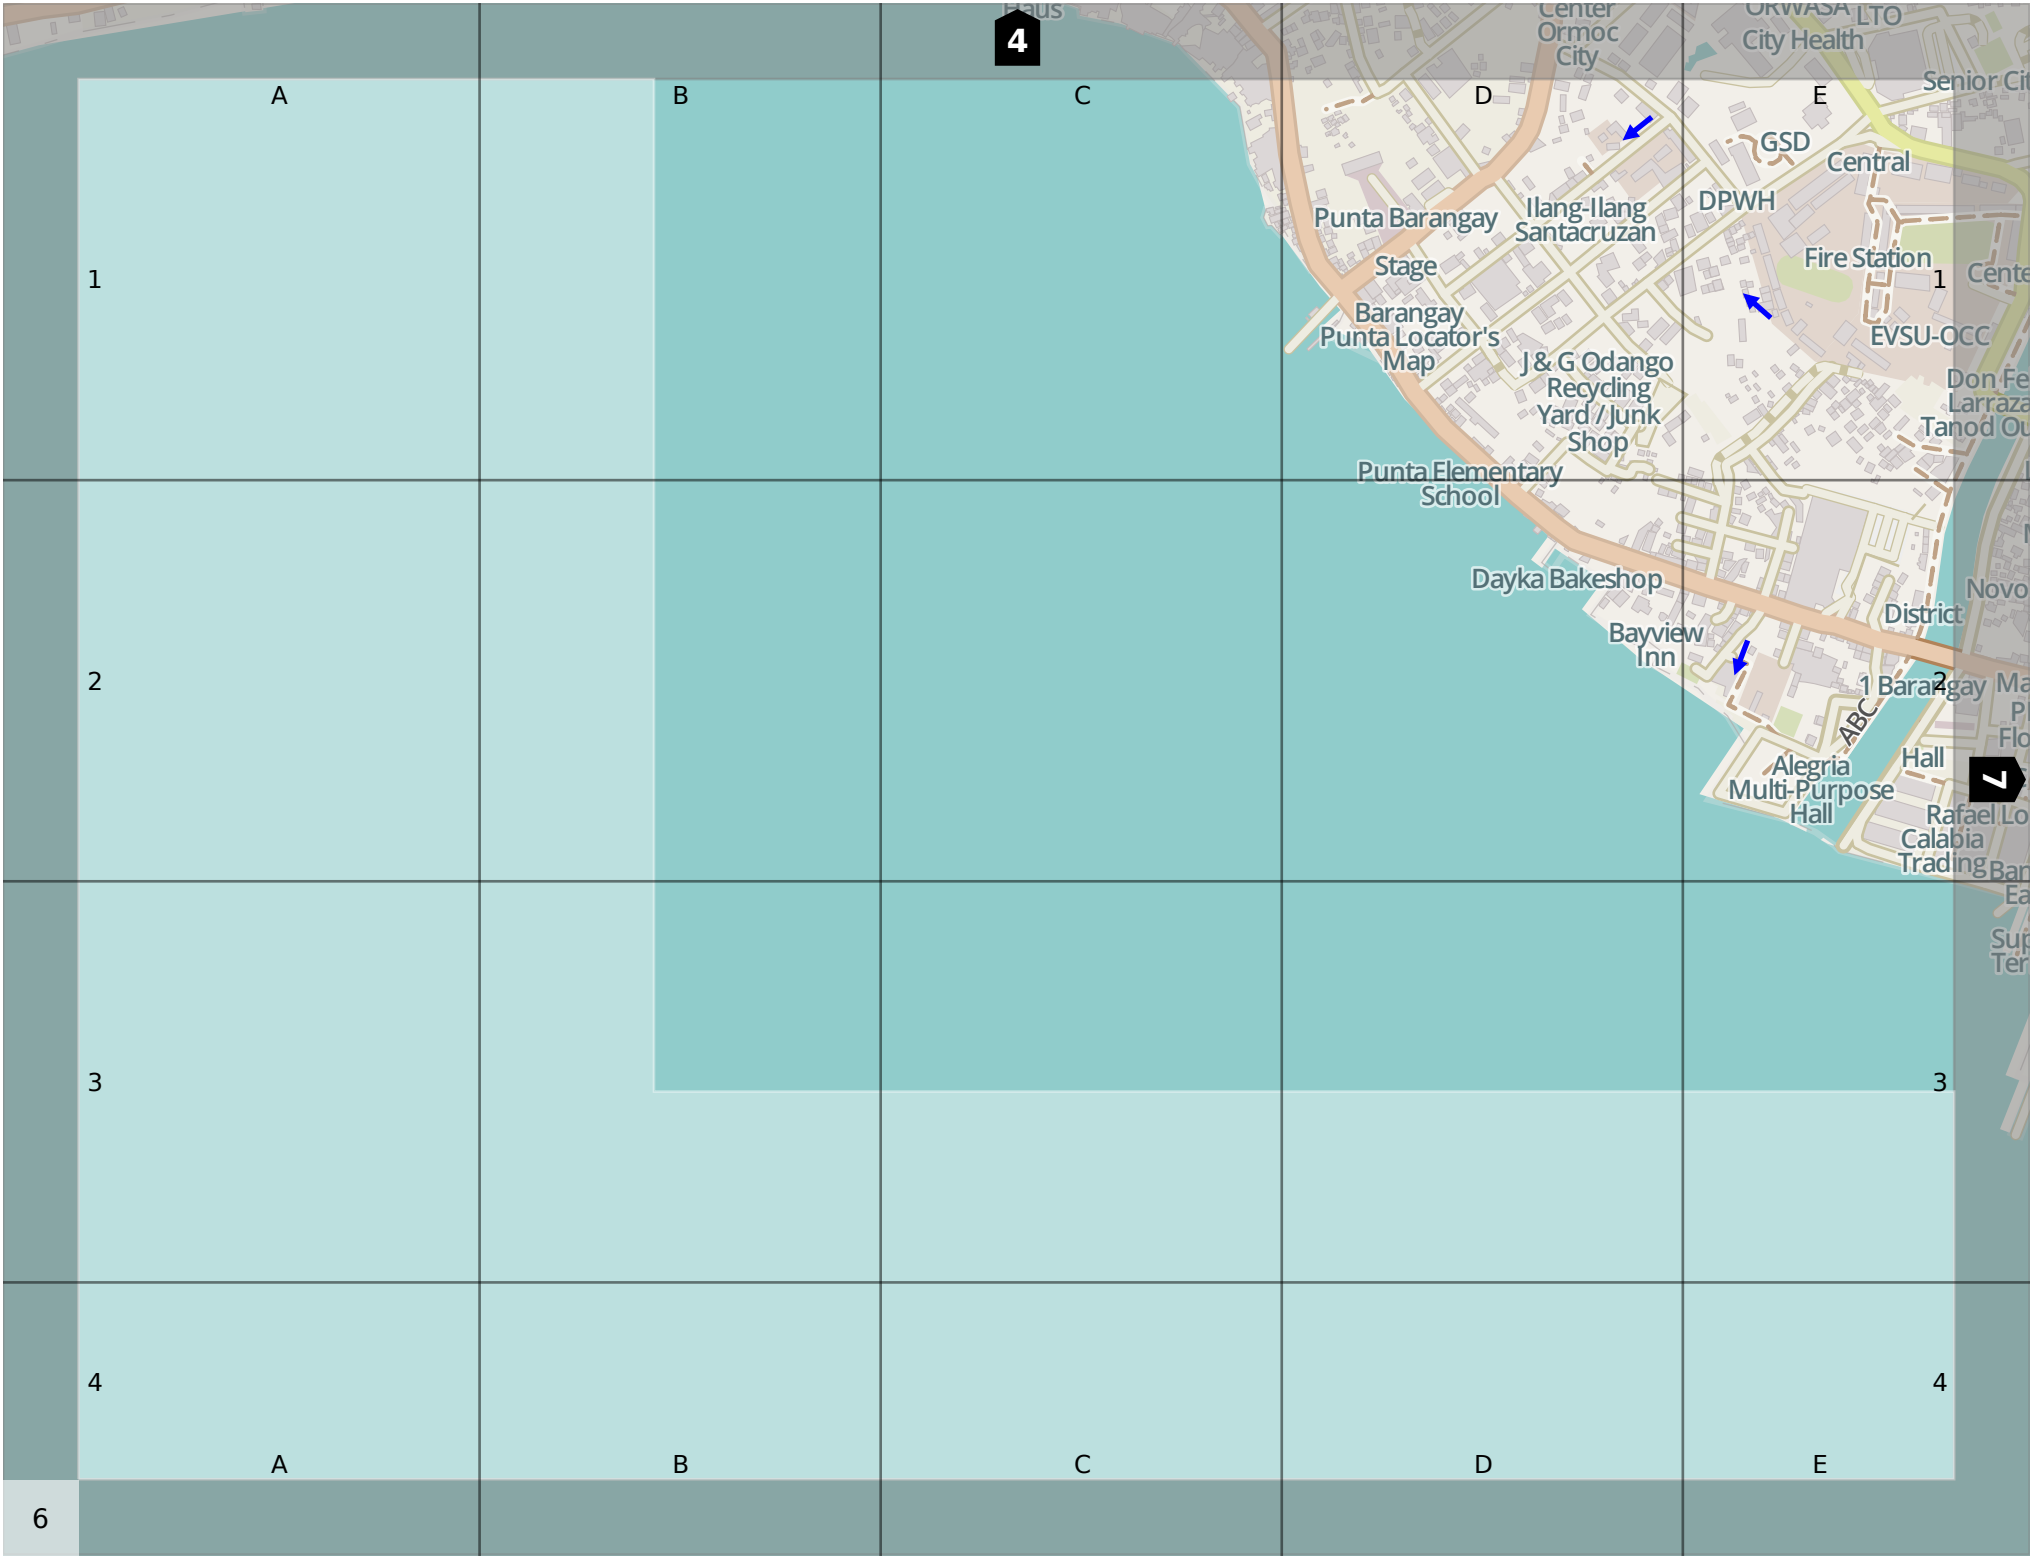 Haus
4
Center
Ormoc
City
ORWASA
LTO
City Health
A
B
C
D
E
GSD
Central
DPWH
Punta Barangay
Ilang-Ilang
Santacruzan
Stage
Fire Station
1
1
Barangay
Punta Locator's
Map
EVSU-OCC
J & G Odango
Recycling
Yard / Junk
Shop
Punta Elementary
School
Dayka Bakeshop
District
Bayview
Inn
2
2
1 Barangay
ABC
Hall
Alegria
Multi-Purpose
Hall
7
Calabia
Trading
3
3
4
4
A
B
C
D
E
6